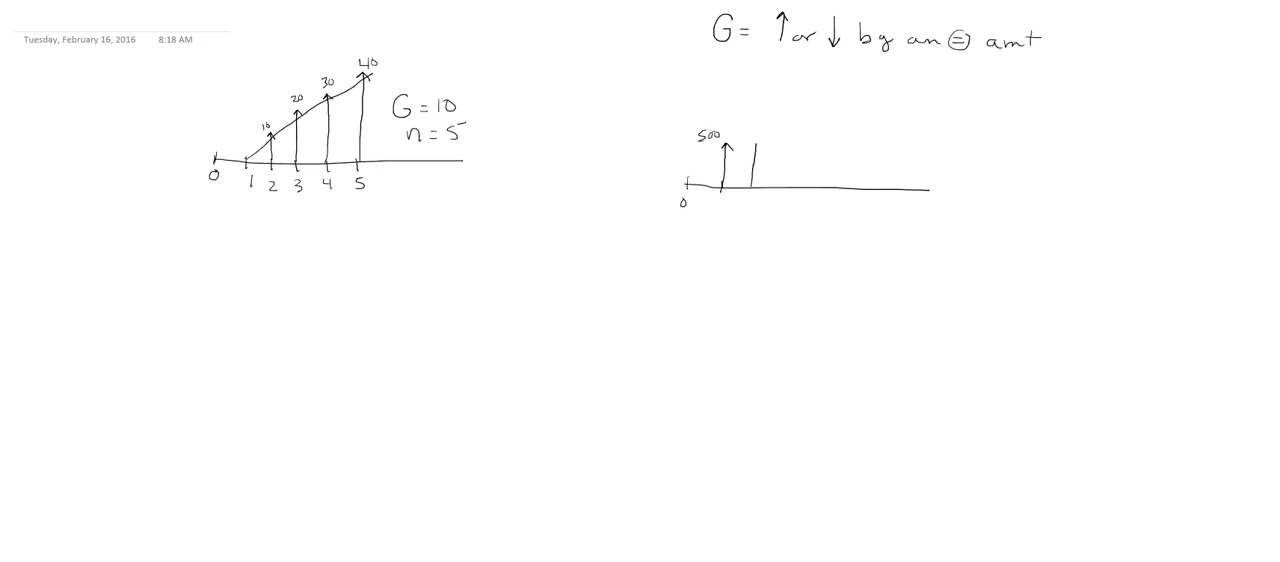 Tuesday, February 16, 2016 8:18 AM
G = ↑ or ↓ by an ⊜ amt
40
30
20
10
G = 10
n = 5
0 1 2 3 4 5
500
0